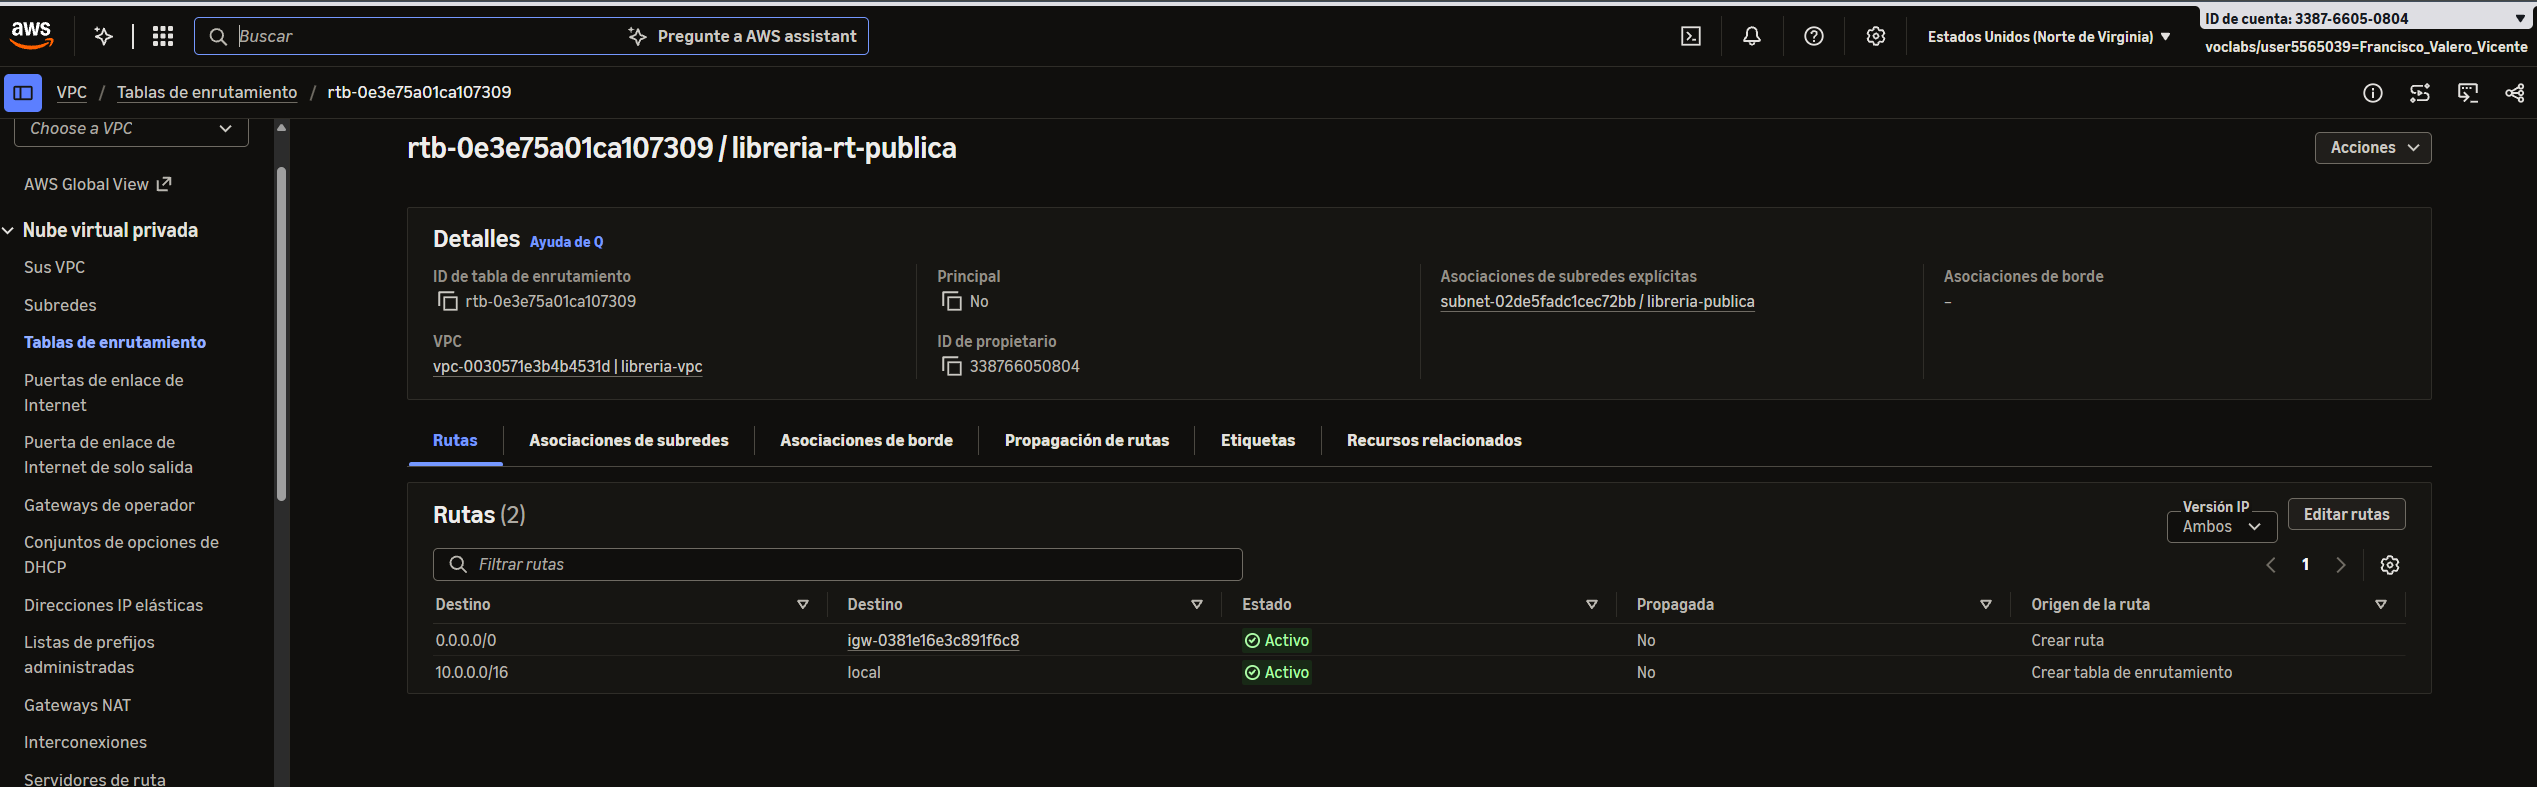 aws
Buscar
Pregunte a AWS assistant
Estados Unidos (Norte de Virginia)
ID de cuenta: 3387-6605-0804
voclabs/user5565039=Francisco_Valero_Vicente
VPC / Tablas de enrutamiento / rtb-0e3e75a01ca107309
Choose a VPC
AWS Global View
Nube virtual privada
Sus VPC
Subredes
Tablas de enrutamiento
Puertas de enlace de
Internet
Puerta de enlace de
Internet de solo salida
Gateways de operador
Conjuntos de opciones de
DHCP
Direcciones IP elásticas
Listas de prefijos
administradas
Gateways NAT
Interconexiones
Servidores de ruta
rtb-0e3e75a01ca107309 / libreria-rt-publica
Acciones
Detalles Ayuda de Q
ID de tabla de enrutamiento
rtb-0e3e75a01ca107309
Principal
No
Asociaciones de subredes explícitas
subnet-02de5fadc1cec72bb / libreria-publica
Asociaciones de borde
–
VPC
vpc-0030571e3b4b4531d | libreria-vpc
ID de propietario
338766050804
Rutas Asociaciones de subredes Asociaciones de borde Propagación de rutas Etiquetas Recursos relacionados
Rutas (2)
Versión IP
Ambos
Editar rutas
Filtrar rutas
1
Destino Destino Estado Propagada Origen de la ruta
0.0.0.0/0 igw-0381e16e3c891f6c8 Activo No Crear ruta
10.0.0.0/16 local Activo No Crear tabla de enrutamiento